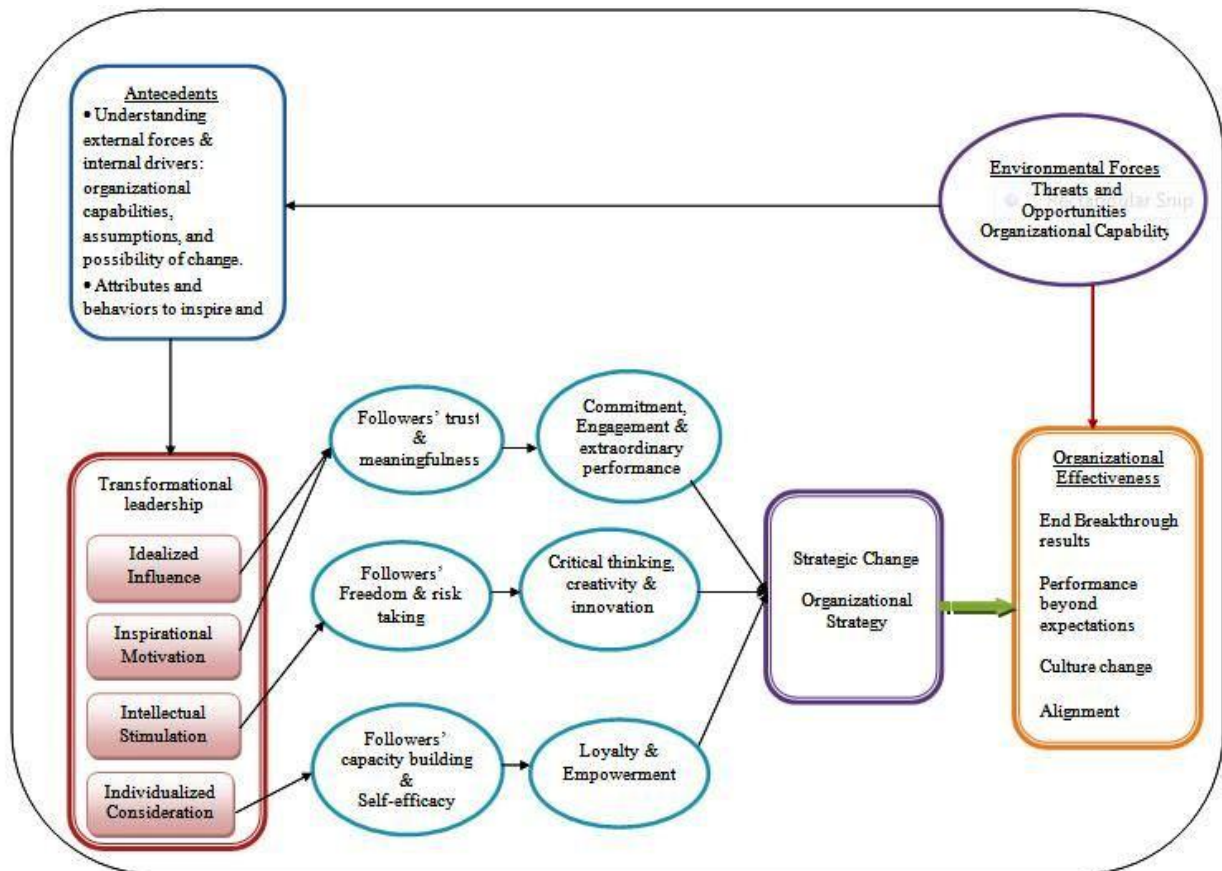 Antecedents
• Understanding
external forces &
internal drivers:
organizational
capabilities,
assumptions, and
possibility of change.
• Attributes and
behaviors to inspire and
Environmental Forces
Threats and
Opportunities
Organizational Capability
Rectangular Snip
Transformational
leadership
Idealized
Influence
Inspirational
Motivation
Intellectual
Stimulation
Individualized
Consideration
Followers' trust
&
meaningfulness
Followers'
Freedom & risk
taking
Followers'
capacity building
&
Self-efficacy
Commitment,
Engagement &
extraordinary
performance
Critical thinking,
creativity &
innovation
Loyalty &
Empowerment
Strategic Change
Organizational
Strategy
Organizational
Effectiveness
End Breakthrough
results
Performance
beyond
expectations
Culture change
Alignment